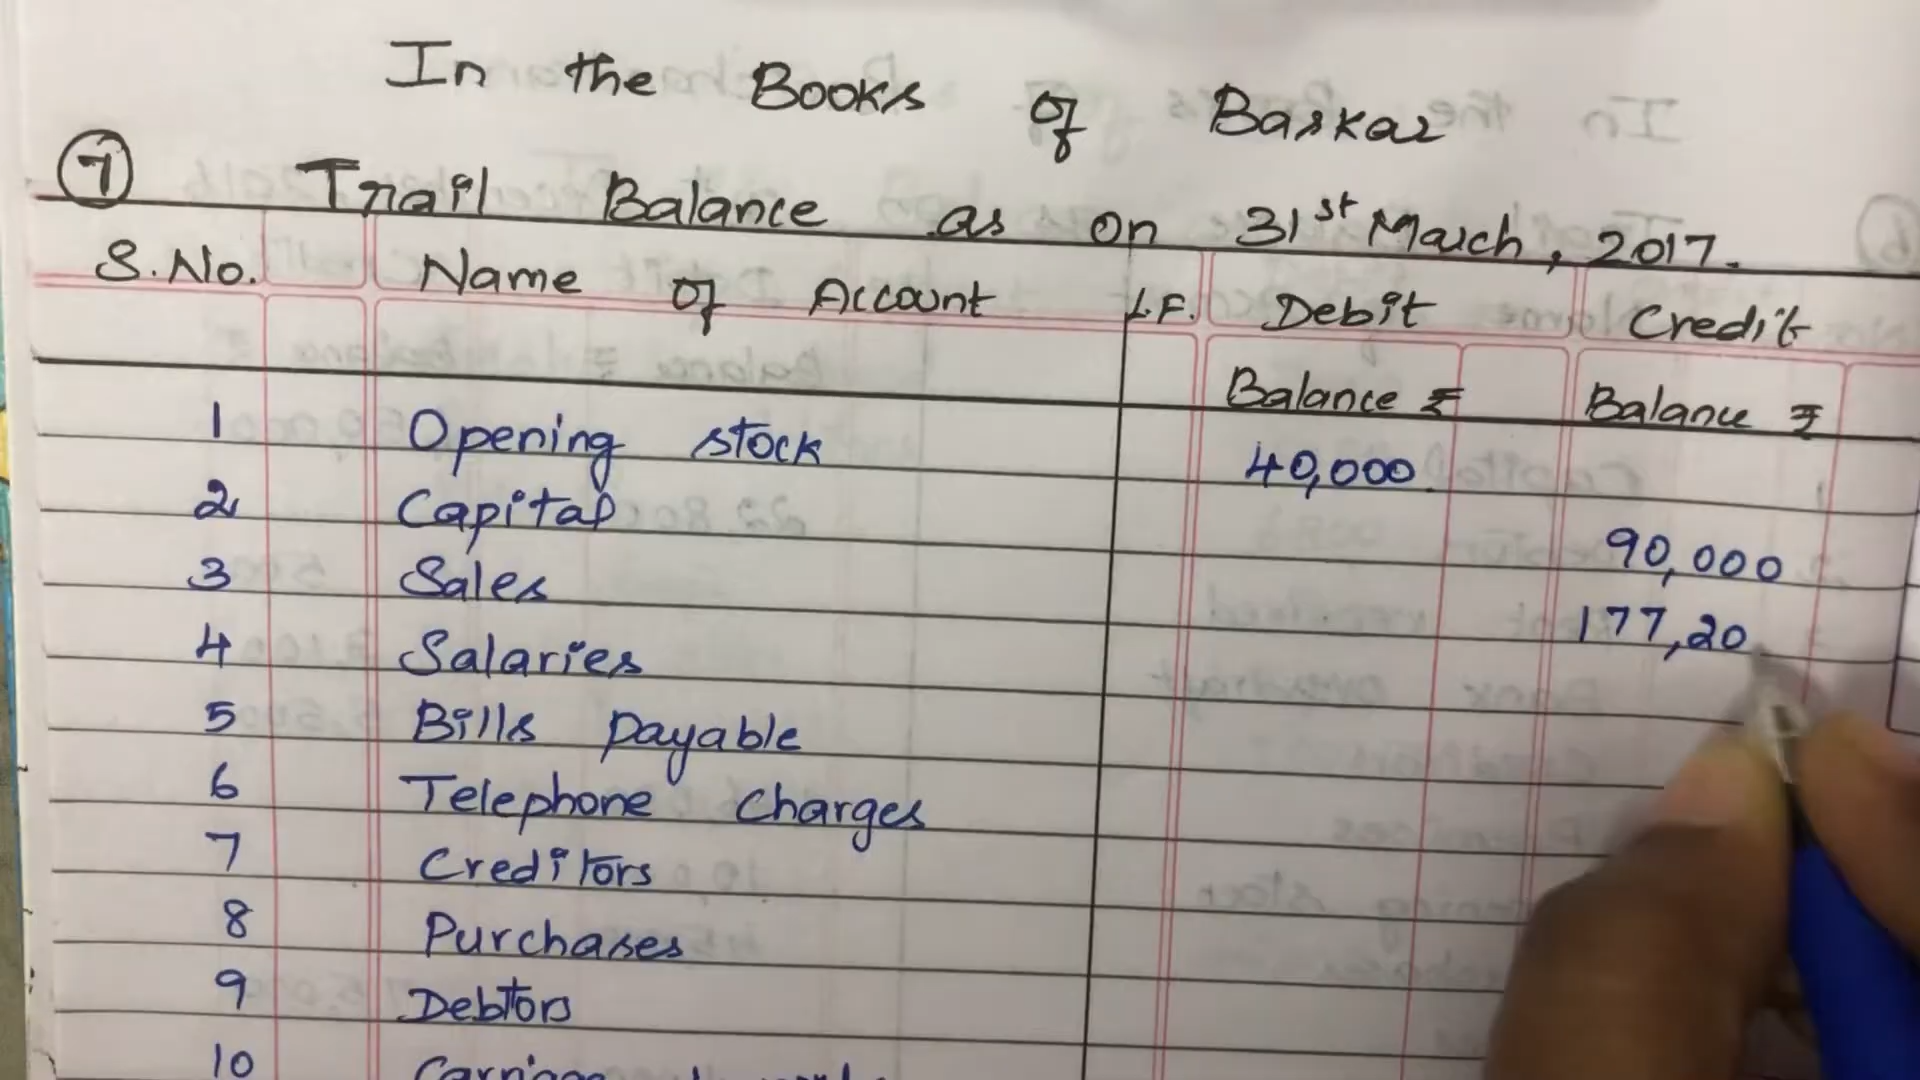 In the Books of Baskar
7 Trail Balance as on 31st March, 2017.
S.No. Name of Account L.F. Debit Credit
Balance ₹ Balance ₹
1 Opening stock 40,000
2 Capital 90,000
3 Sales 177,20
4 Salaries
5 Bills payable
6 Telephone charges
7 Creditors
8 Purchases
9 Debtors
10